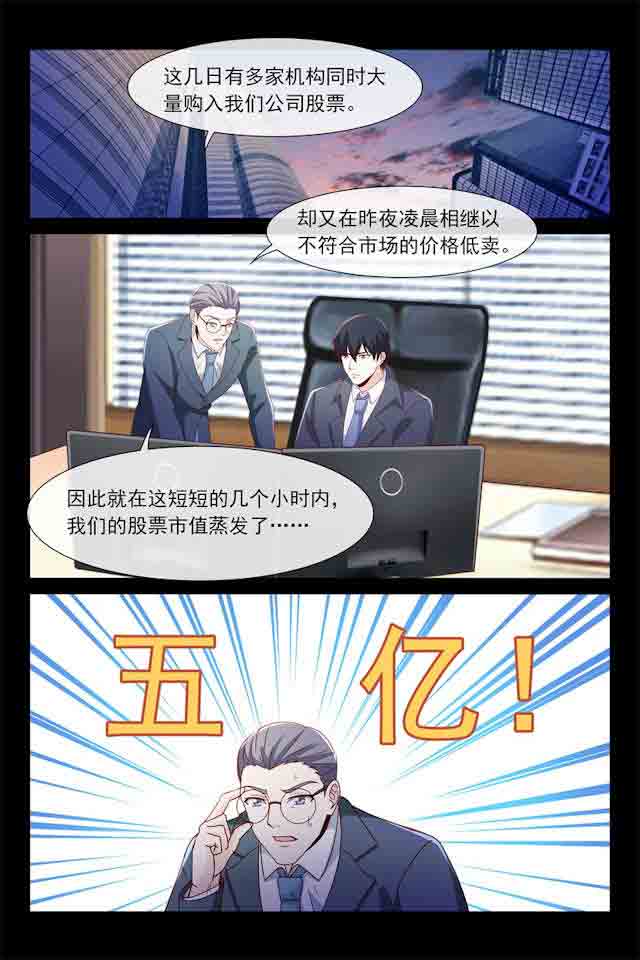 这几日有多家机构同时大
量购入我们公司股票。
却又在昨夜凌晨相继以
不符合市场的价格低卖。
因此就在这短短的几个小时内，
我们的股票市值蒸发了……
五亿！